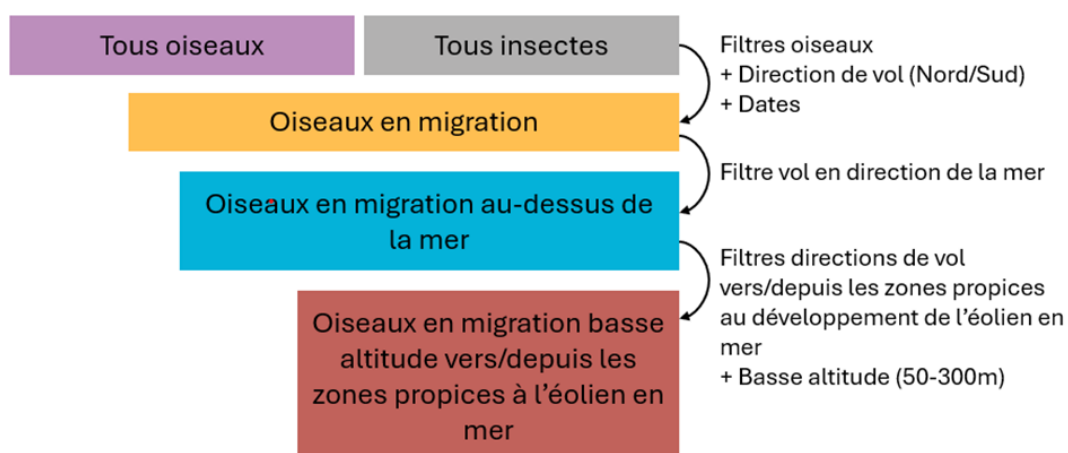 Tous oiseaux
Tous insectes
Filtres oiseaux
+ Direction de vol (Nord/Sud)
+ Dates
Oiseaux en migration
Filtre vol en direction de la mer
Oiseaux en migration au-dessus de
la mer
Filtres directions de vol
vers/depuis les zones propices
au développement de l'éolien en
mer
+ Basse altitude (50-300m)
Oiseaux en migration basse
altitude vers/depuis les
zones propices à l'éolien en
mer